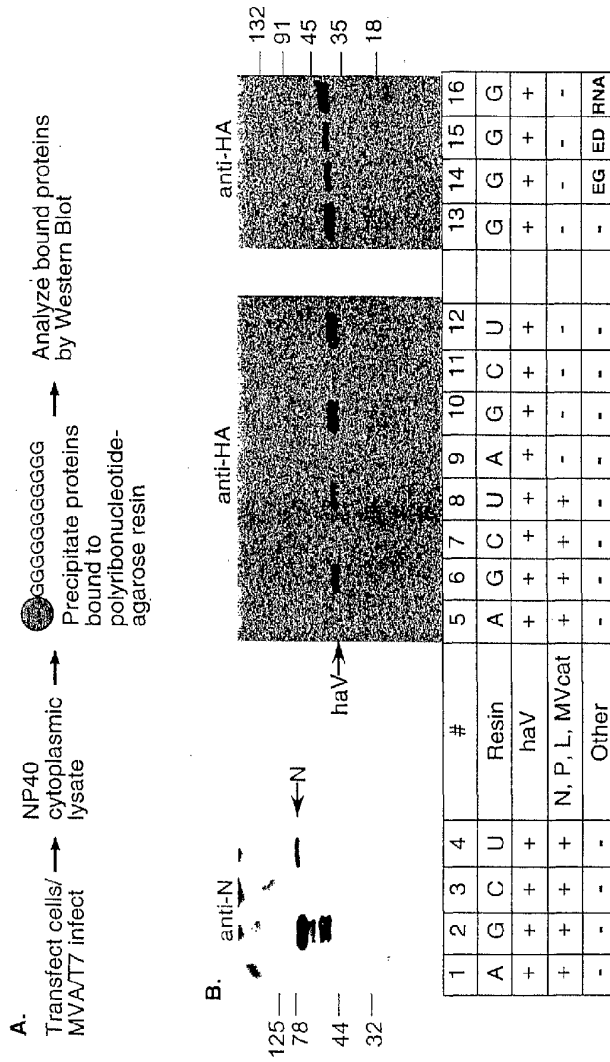 A.
Transfect cells/
MVA/T7 infect
NP40
cytoplasmic
lysate
GGGGGGGGGGGG
Precipitate proteins
bound to
polyribonucleotide-
agarose resin
Analyze bound proteins
by Western Blot
B.
anti-N
anti-HA
anti-HA
125
78
44
32
N
haV
132
91
45
35
18
1 2 3 4 # 5 6 7 8 9 10 11 12 13 14 15 16
A G C U Resin A G C U A G C U G G G G
+ + + + haV + + + + + + + + + + + +
+ + + + N, P, L, MVcat + + + + - - - - - - - -
- - - - Other - - - - - - - - - EG ED RNA